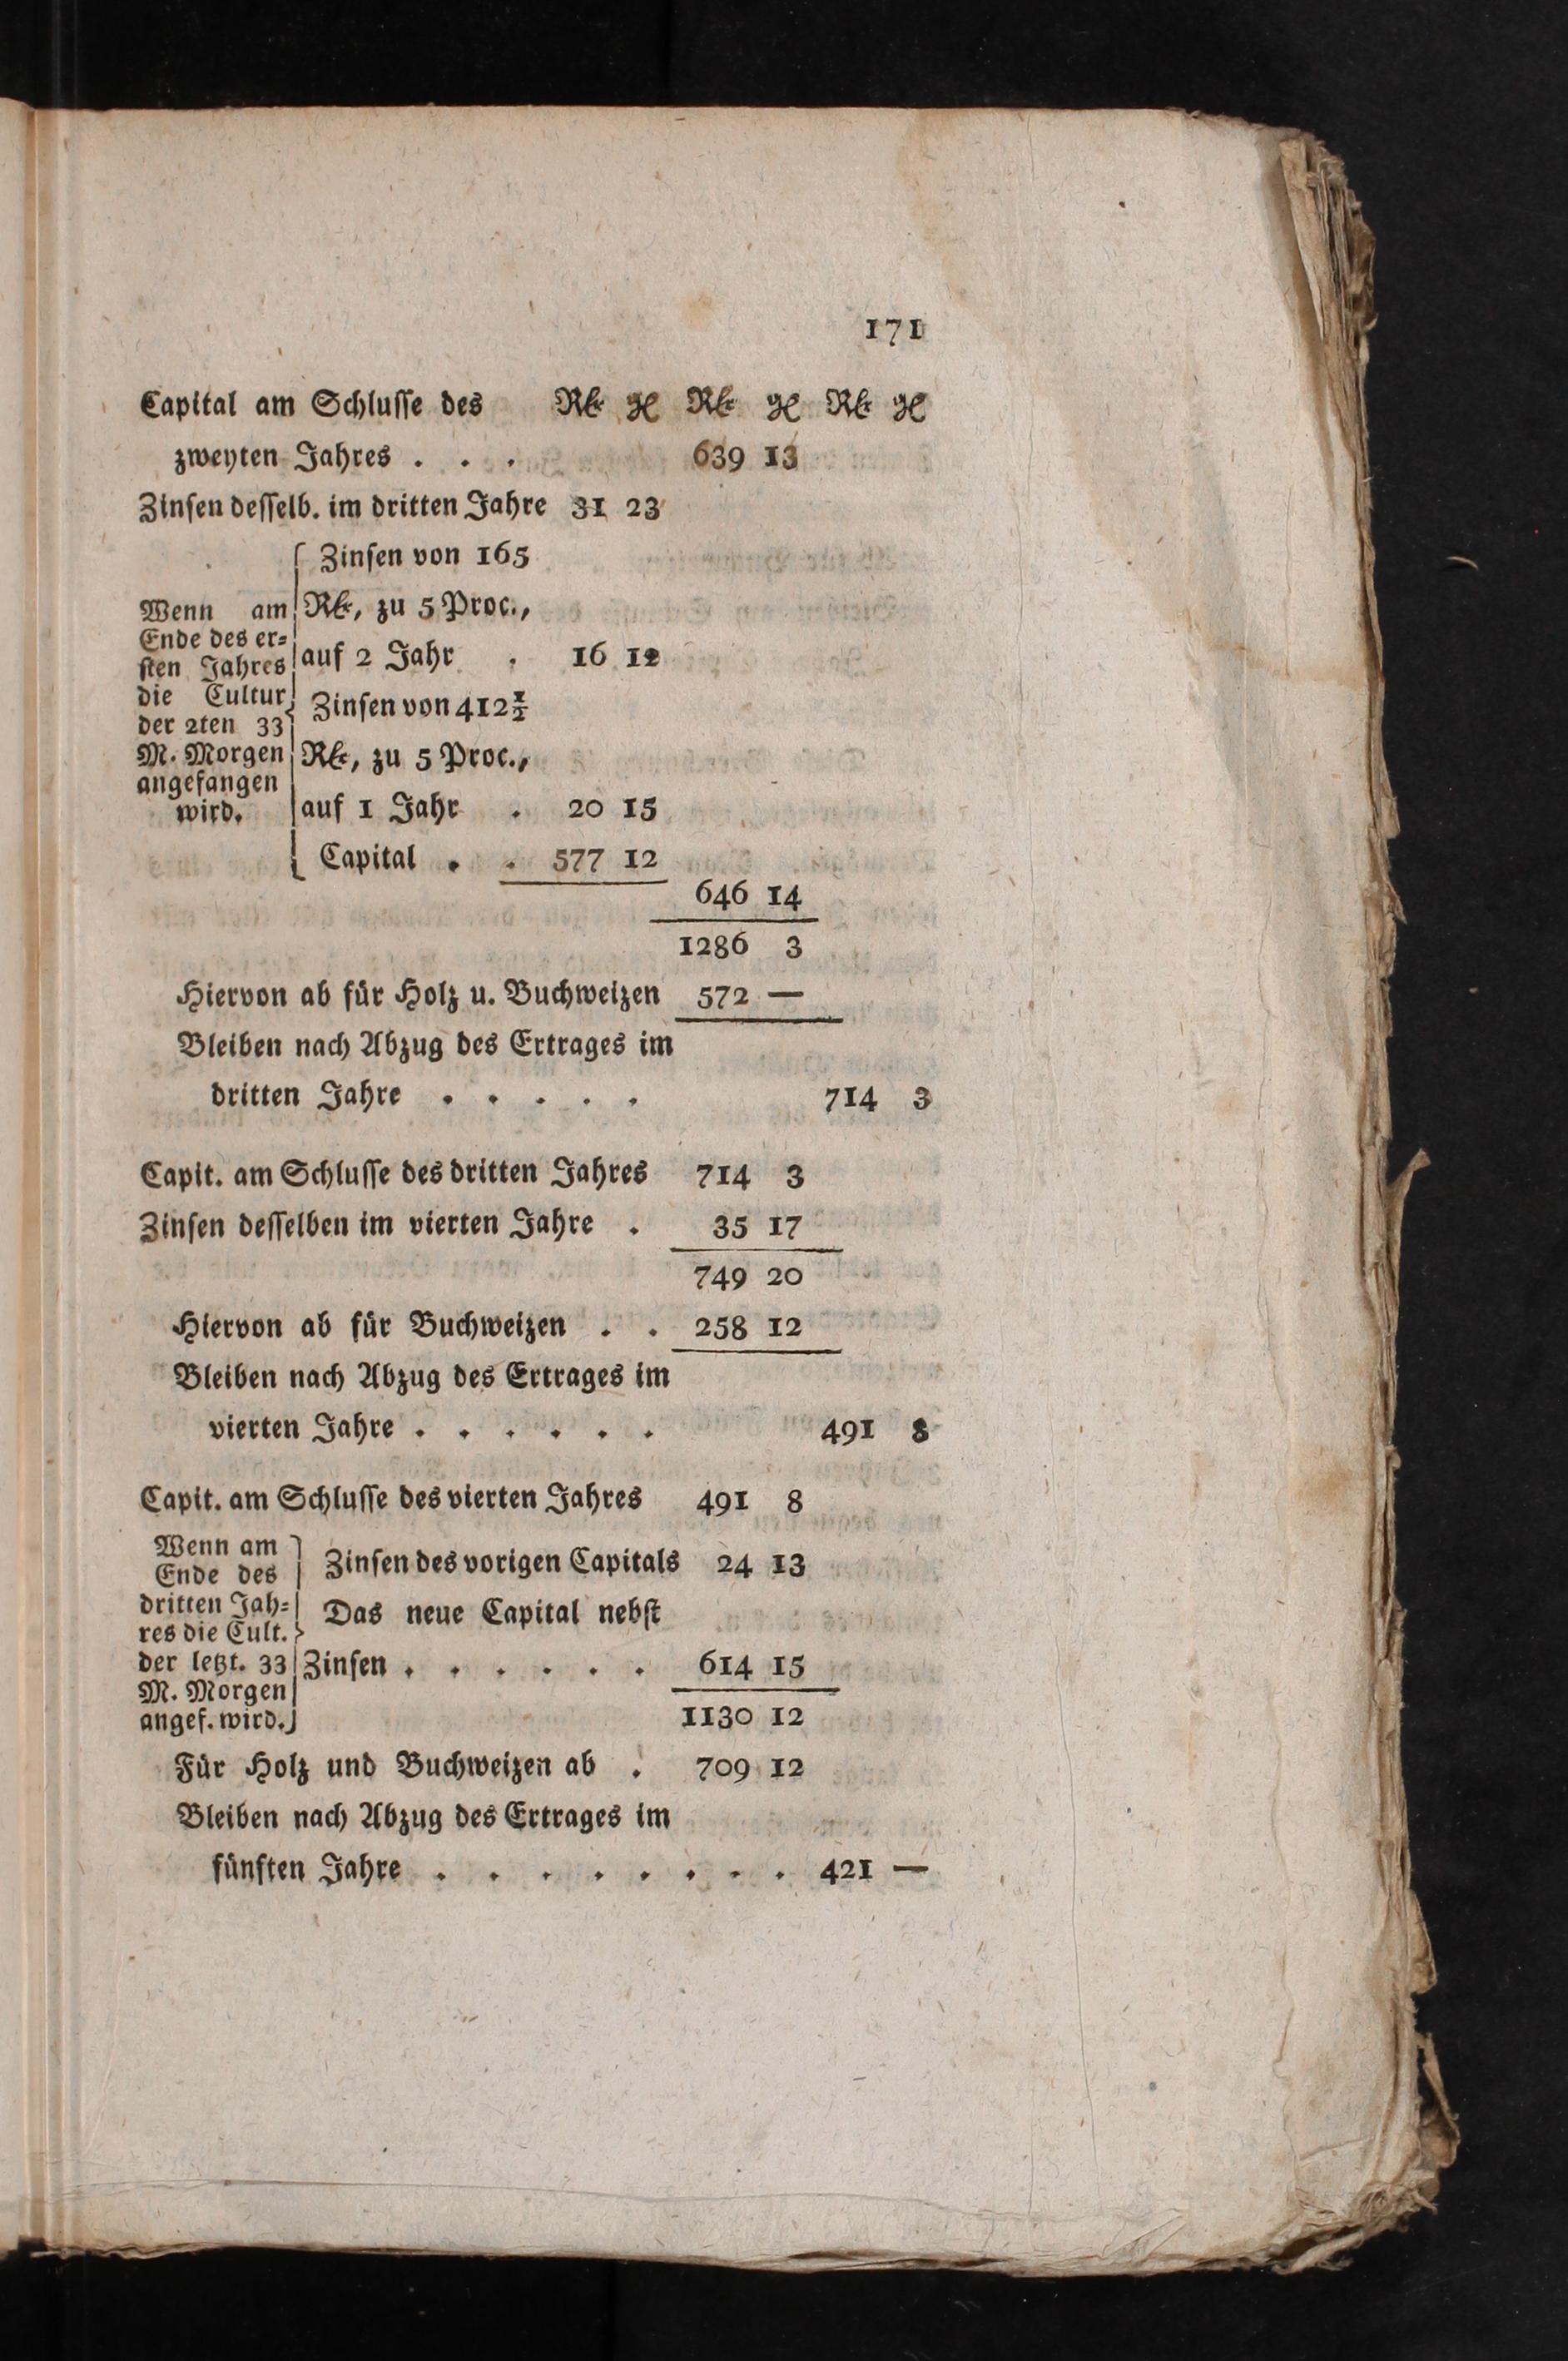 171
Capital am Schlusse des Rthlr gr Rthlr gr Rthlr gr
zweyten Jahres . . . 639 13
Zinsen desselb. im dritten Jahre 31 23
Wenn am
Ende des er-
sten Jahres
die Cultur
der 2ten 33
M. Morgen
angefangen
wird.
Zinsen von 165
Rthlr, zu 5 Proc.,
auf 2 Jahr . 16 12
Zinsen von 412½
Rthlr, zu 5 Proc.,
auf 1 Jahr . 20 15
Capital . . 577 12
646 14
1286 3
Hiervon ab für Holz u. Buchweizen 572 —
Bleiben nach Abzug des Ertrages im
dritten Jahre . . . . . 714 3
Capit. am Schlusse des dritten Jahres 714 3
Zinsen desselben im vierten Jahre . 35 17
749 20
Hiervon ab für Buchweizen . . 258 12
Bleiben nach Abzug des Ertrages im
vierten Jahre . . . . . . 491 8
Capit. am Schlusse des vierten Jahres 491 8
Wenn am
Ende des
dritten Jah-
res die Cult.
der letzt. 33
M. Morgen
angef. wird.
Zinsen des vorigen Capitals 24 13
Das neue Capital nebst
Zinsen . . . . . . 614 15
1130 12
Für Holz und Buchweizen ab . 709 12
Bleiben nach Abzug des Ertrages im
fünften Jahre . . . . . . . . 421 —